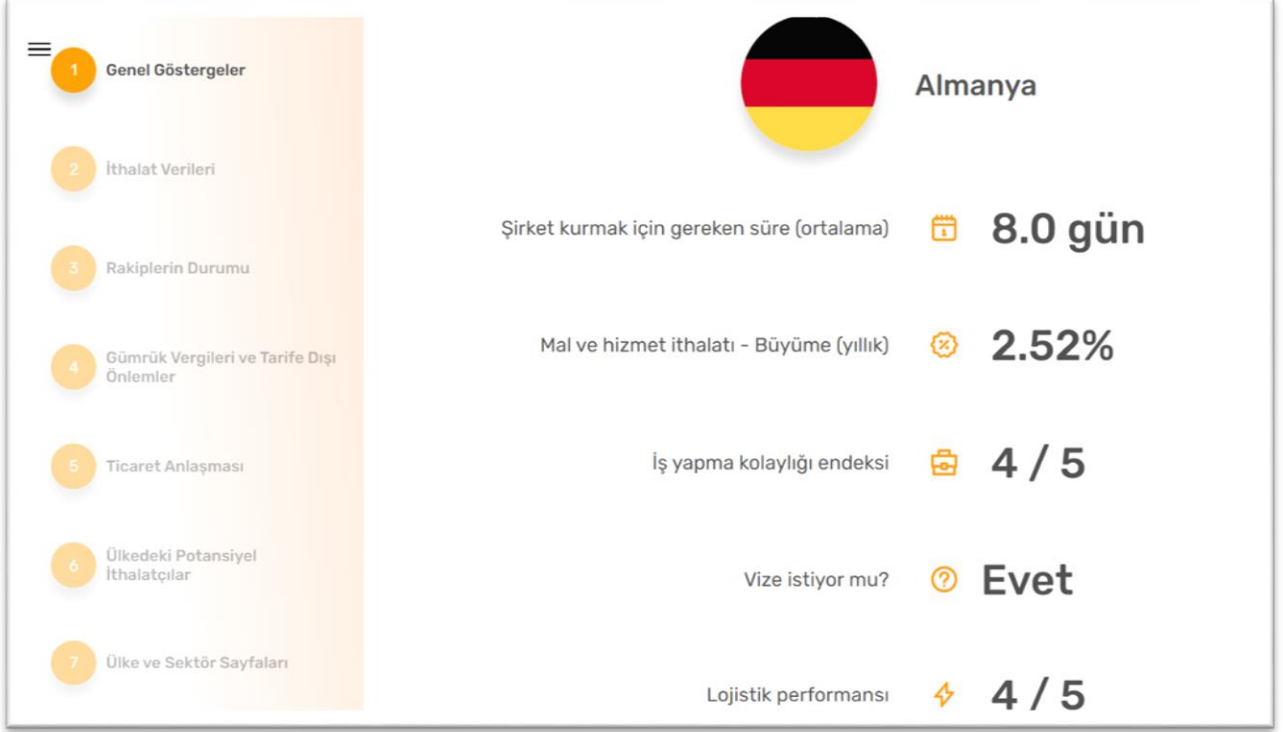 1 Genel Göstergeler
2 İthalat Verileri
3 Rakiplerin Durumu
4 Gümrük Vergileri ve Tarife Dışı
Önlemler
5 Ticaret Anlaşması
6 Ülkedeki Potansiyel
İthalatçılar
7 Ülke ve Sektör Sayfaları
Almanya
Şirket kurmak için gereken süre (ortalama) 8.0 gün
Mal ve hizmet ithalatı - Büyüme (yıllık) 2.52%
İş yapma kolaylığı endeksi 4 / 5
Vize istiyor mu? Evet
Lojistik performansı 4 / 5